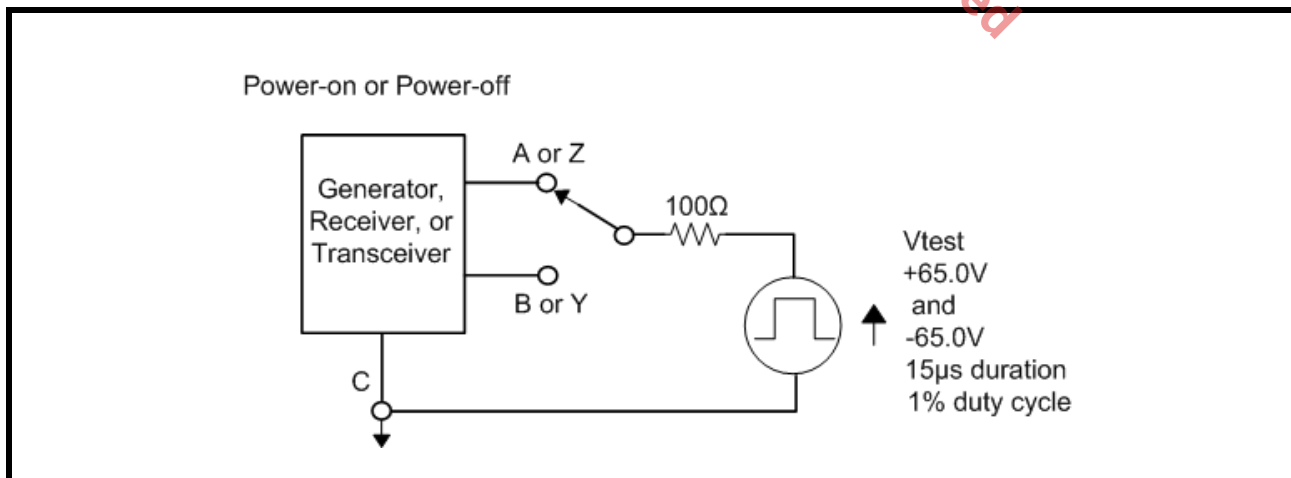 ed
Power-on or Power-off
A or Z
Generator,
Receiver, or
Transceiver
100Ω
B or Y
Vtest
+65.0V
and
-65.0V
15µs duration
1% duty cycle
C